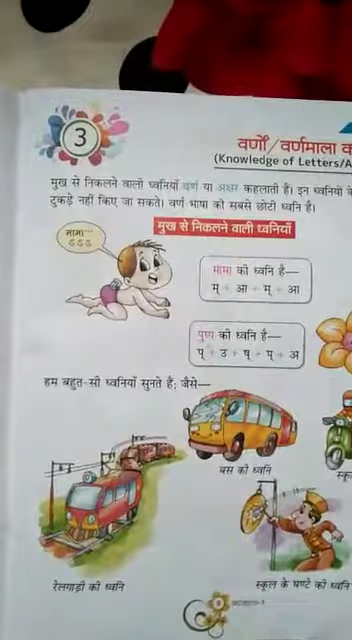 3
वर्णों/वर्णमाला
(Knowledge of Letters/A
मुख से निकलने वाली ध्वनियाँ वर्ण या अक्षर कहलाती हैं। इन ध्वनियों के
टुकड़े नहीं किए जा सकते। वर्ण भाषा की सबसे छोटी ध्वनि है।
मुख से निकलने वाली ध्वनियाँ
मामा
ऽऽऽ
मामा की ध्वनि है—
म् + आ + म् + आ
पुष्प की ध्वनि है—
प् + उ + ष् + प् + अ
हम बहुत-सी ध्वनियाँ सुनते हैं; जैसे—
बस की ध्वनि
रेलगाड़ी की ध्वनि
स्कूल के घण्टे की ध्वनि